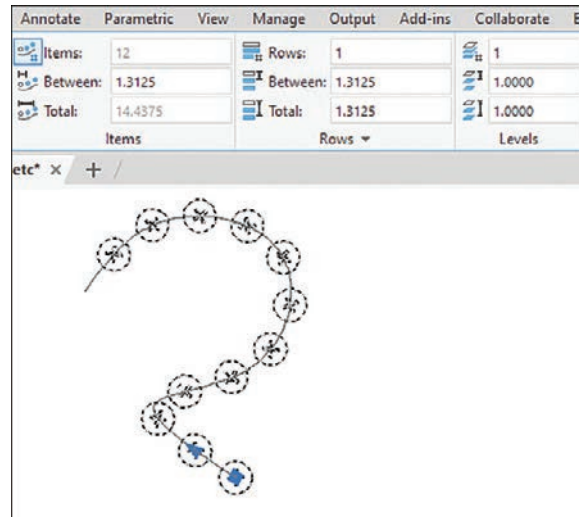 Annotate Parametric View Manage Output Add-ins Collaborate
Items: 12 Rows: 1 1
Between: 1.3125 Between: 1.3125 1.0000
Total: 14.4375 Total: 1.3125 1.0000
Items Rows Levels
etc* × +